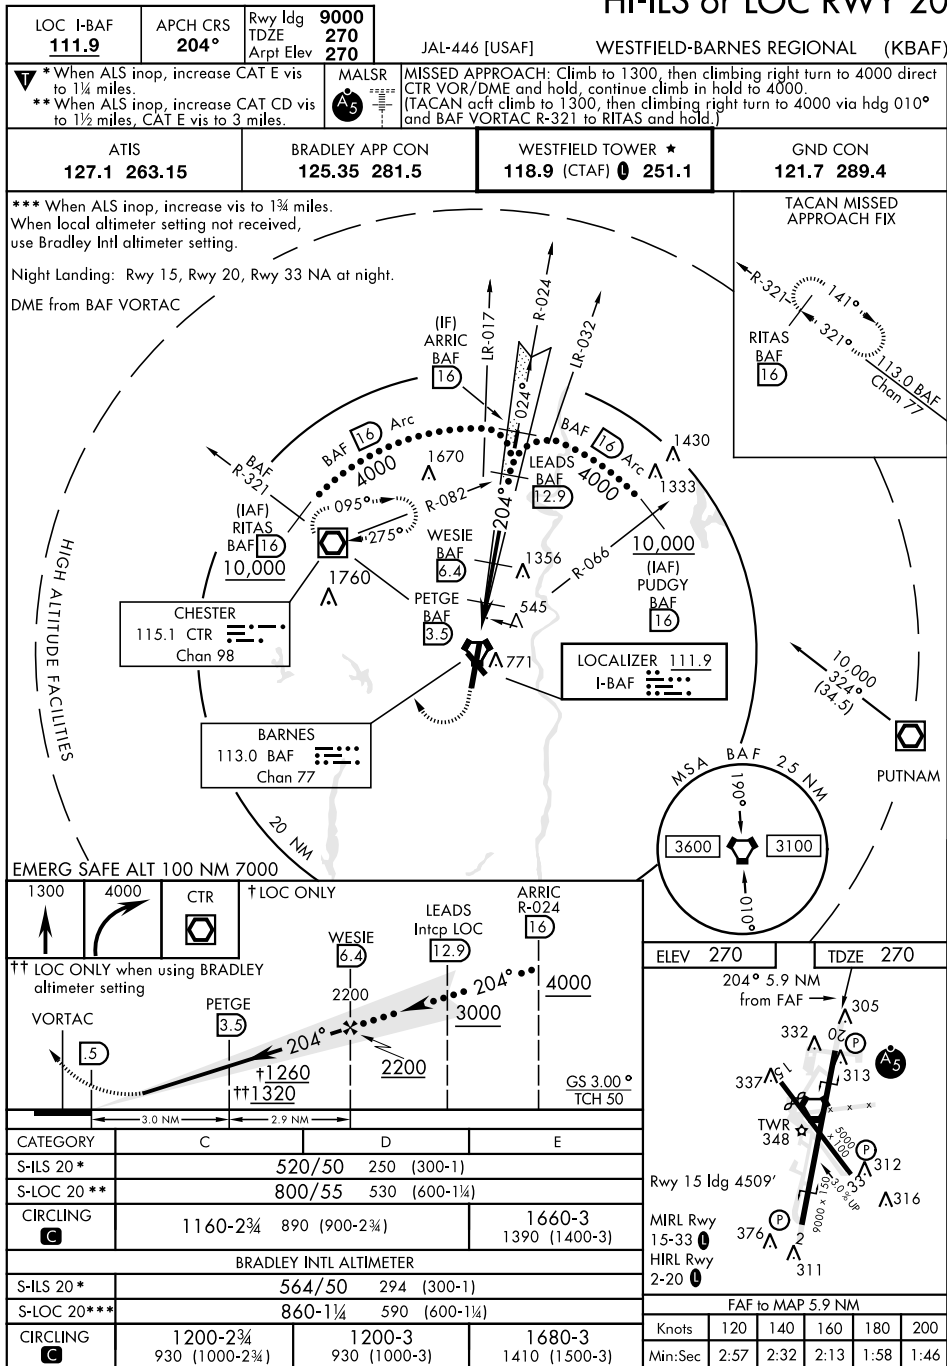 HI-ILS or LOC RWY 20
LOC I-BAF
111.9
APCH CRS
204°
Rwy ldg 9000
TDZE 270
Arpt Elev 270
JAL-446 [USAF]
WESTFIELD-BARNES REGIONAL (KBAF)
T
* When ALS inop, increase CAT E vis
to 1¼ miles.
** When ALS inop, increase CAT CD vis
to 1½ miles, CAT E vis to 3 miles.
MALSR
A5
MISSED APPROACH: Climb to 1300, then climbing right turn to 4000 direct
CTR VOR/DME and hold, continue climb in hold to 4000.
(TACAN acft climb to 1300, then climbing right turn to 4000 via hdg 010°
and BAF VORTAC R-321 to RITAS and hold.)
ATIS
127.1 263.15
BRADLEY APP CON
125.35 281.5
WESTFIELD TOWER ★
118.9 (CTAF) L 251.1
GND CON
121.7 289.4
*** When ALS inop, increase vis to 1¾ miles.
When local altimeter setting not received,
use Bradley Intl altimeter setting.
Night Landing: Rwy 15, Rwy 20, Rwy 33 NA at night.
DME from BAF VORTAC
TACAN MISSED
APPROACH FIX
R-321
141°
321°
RITAS
BAF
16
113.0 BAF
Chan 77
(IF)
ARRIC
BAF
16
LR-017
R-024
LR-032
024°
BAF 16 Arc
4000
BAF 16 Arc
4000
1430
1333
1670
LEADS
BAF
12.9
BAF
R-321
095°
275°
R-082
204°
(IAF)
RITAS
BAF 16
10,000
WESIE
BAF
6.4
1356
R-066
10,000
(IAF)
PUDGY
BAF
16
1760
PETGE
BAF
3.5
545
771
CHESTER
115.1 CTR
Chan 98
LOCALIZER 111.9
I-BAF
BARNES
113.0 BAF
Chan 77
HIGH ALTITUDE FACILITIES
10,000
324°
(34.5)
PUTNAM
20 NM
MSA BAF 25 NM
190°
3600
3100
010°
EMERG SAFE ALT 100 NM 7000
1300
4000
CTR
† LOC ONLY
†† LOC ONLY when using BRADLEY
altimeter setting
VORTAC
.5
PETGE
3.5
WESIE
6.4
2200
LEADS
Intcp LOC
12.9
ARRIC
R-024
16
204°
4000
3000
204°
2200
†1260
††1320
GS 3.00°
TCH 50
3.0 NM
2.9 NM
ELEV 270
TDZE 270
204° 5.9 NM
from FAF
305
332
20
P
A5
337
15
313
TWR
348
5000 x 100
P
312
33
316
Rwy 15 ldg 4509'
9000 x 150
3.0% UP
MIRL Rwy
15-33 L
HIRL Rwy
2-20 L
376
P
2
311
CATEGORY C D E
S-ILS 20 * 520/50 250 (300-1)
S-LOC 20 ** 800/55 530 (600-1¼)
CIRCLING
C
1160-2¾ 890 (900-2¾)
1660-3
1390 (1400-3)
BRADLEY INTL ALTIMETER
S-ILS 20 * 564/50 294 (300-1)
S-LOC 20*** 860-1¼ 590 (600-1¼)
CIRCLING
C
1200-2¾
930 (1000-2¾)
1200-3
930 (1000-3)
1680-3
1410 (1500-3)
FAF to MAP 5.9 NM
Knots 120 140 160 180 200
Min:Sec 2:57 2:32 2:13 1:58 1:46